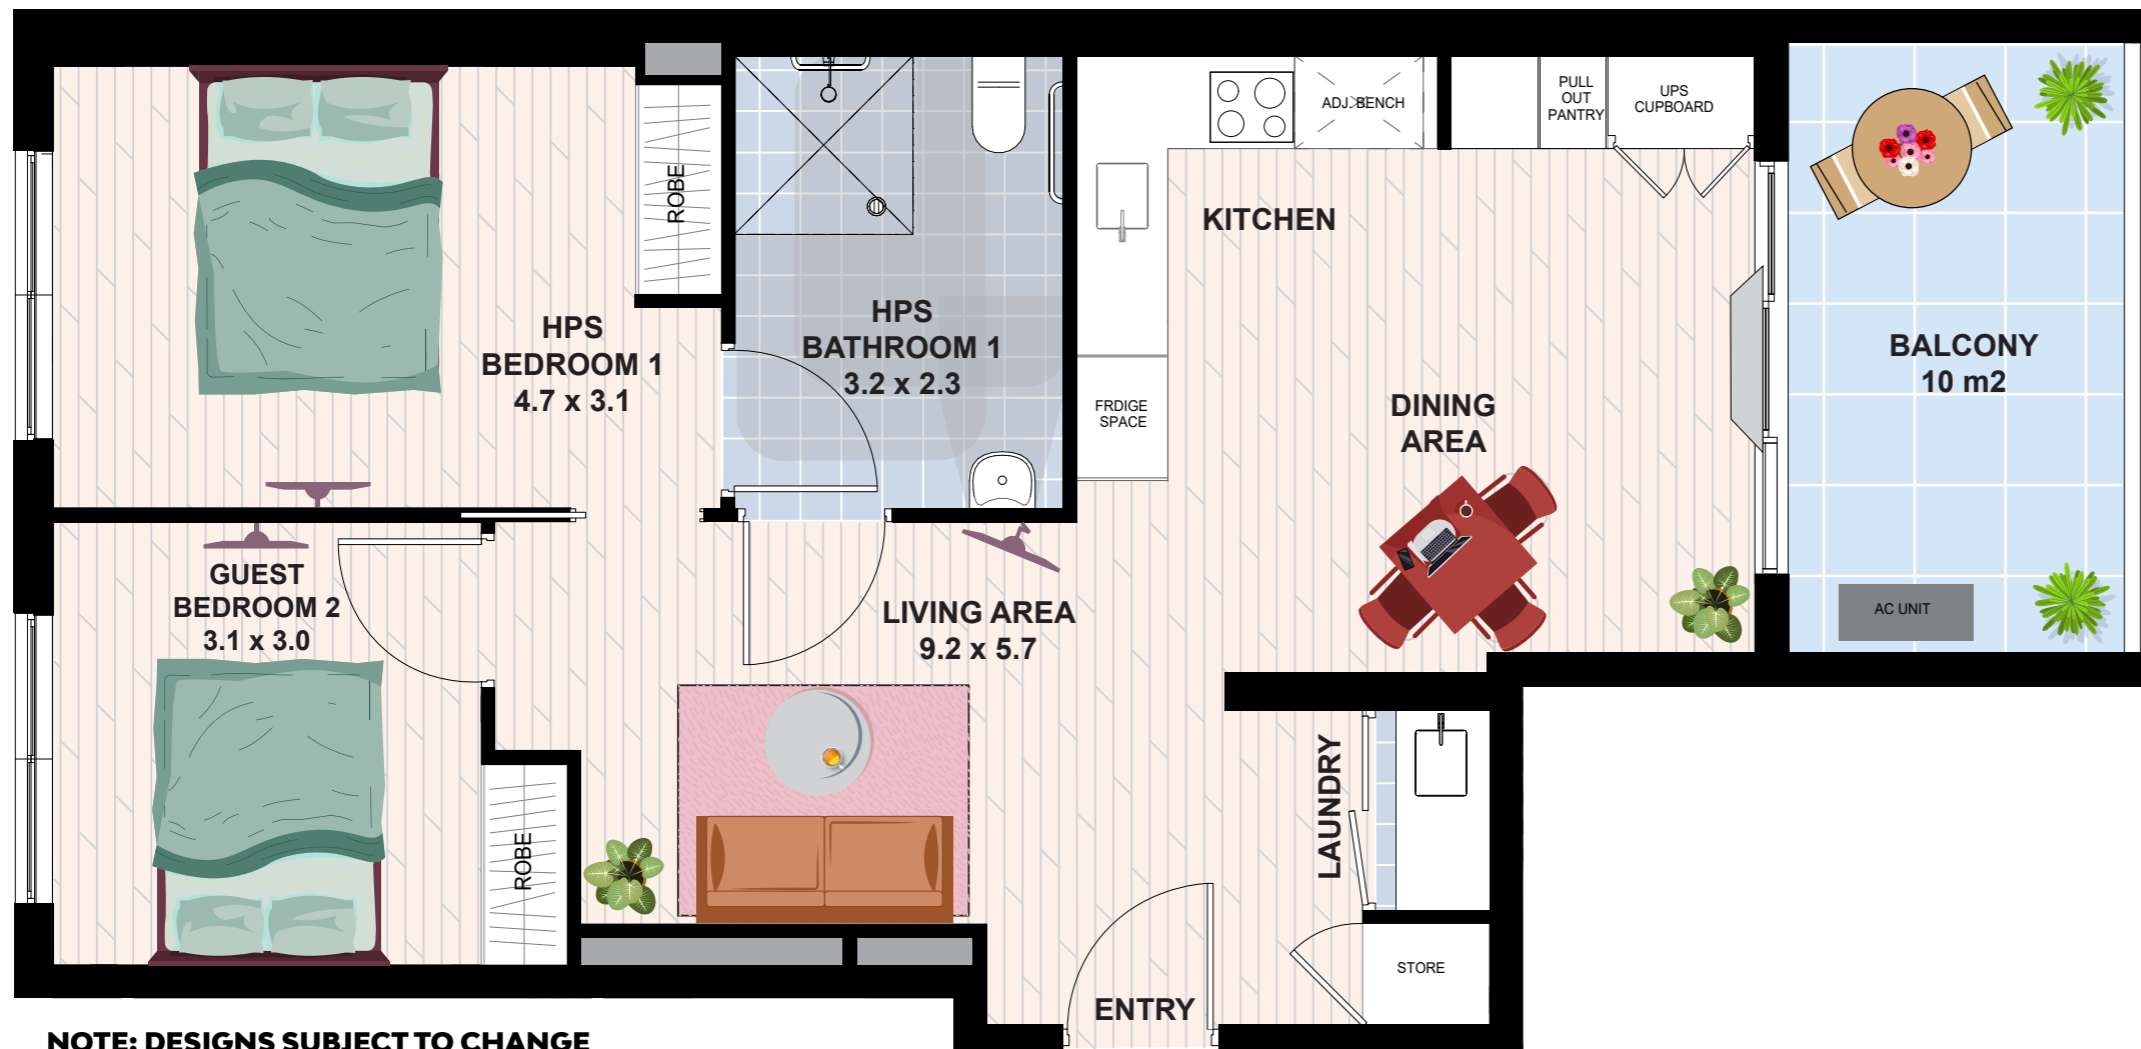 ADJ. BENCH
PULL
OUT
PANTRY
UPS
CUPBOARD
ROBE
KITCHEN
HPS
BEDROOM 1
4.7 x 3.1
HPS
BATHROOM 1
3.2 x 2.3
FRDIGE
SPACE
DINING
AREA
BALCONY
10 m2
GUEST
BEDROOM 2
3.1 x 3.0
LIVING AREA
9.2 x 5.7
AC UNIT
LAUNDRY
ROBE
STORE
ENTRY
NOTE: DESIGNS SUBJECT TO CHANGE